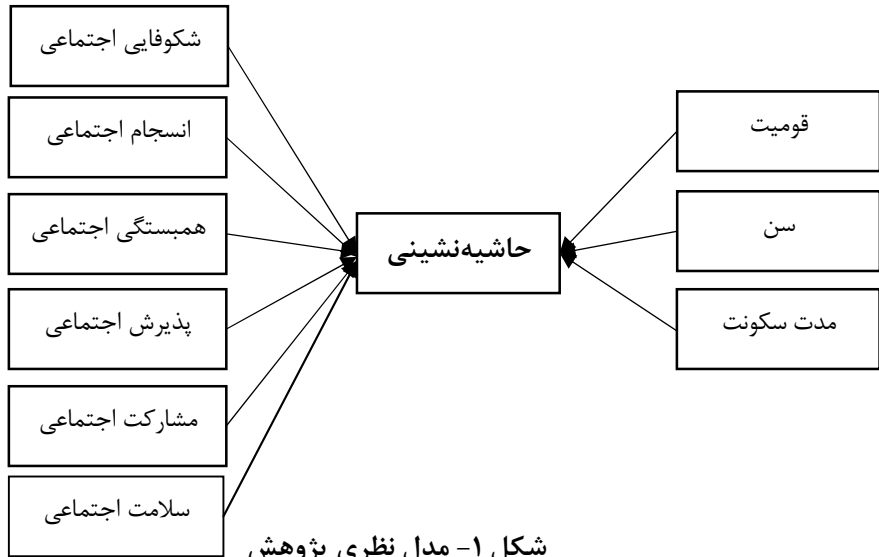 شکوفایی اجتماعی
انسجام اجتماعی
همبستگی اجتماعی
پذیرش اجتماعی
مشارکت اجتماعی
سلامت اجتماعی
حاشیه‌نشینی
قومیت
سن
مدت سکونت
شکل ۱- مدل نظری پژوهش